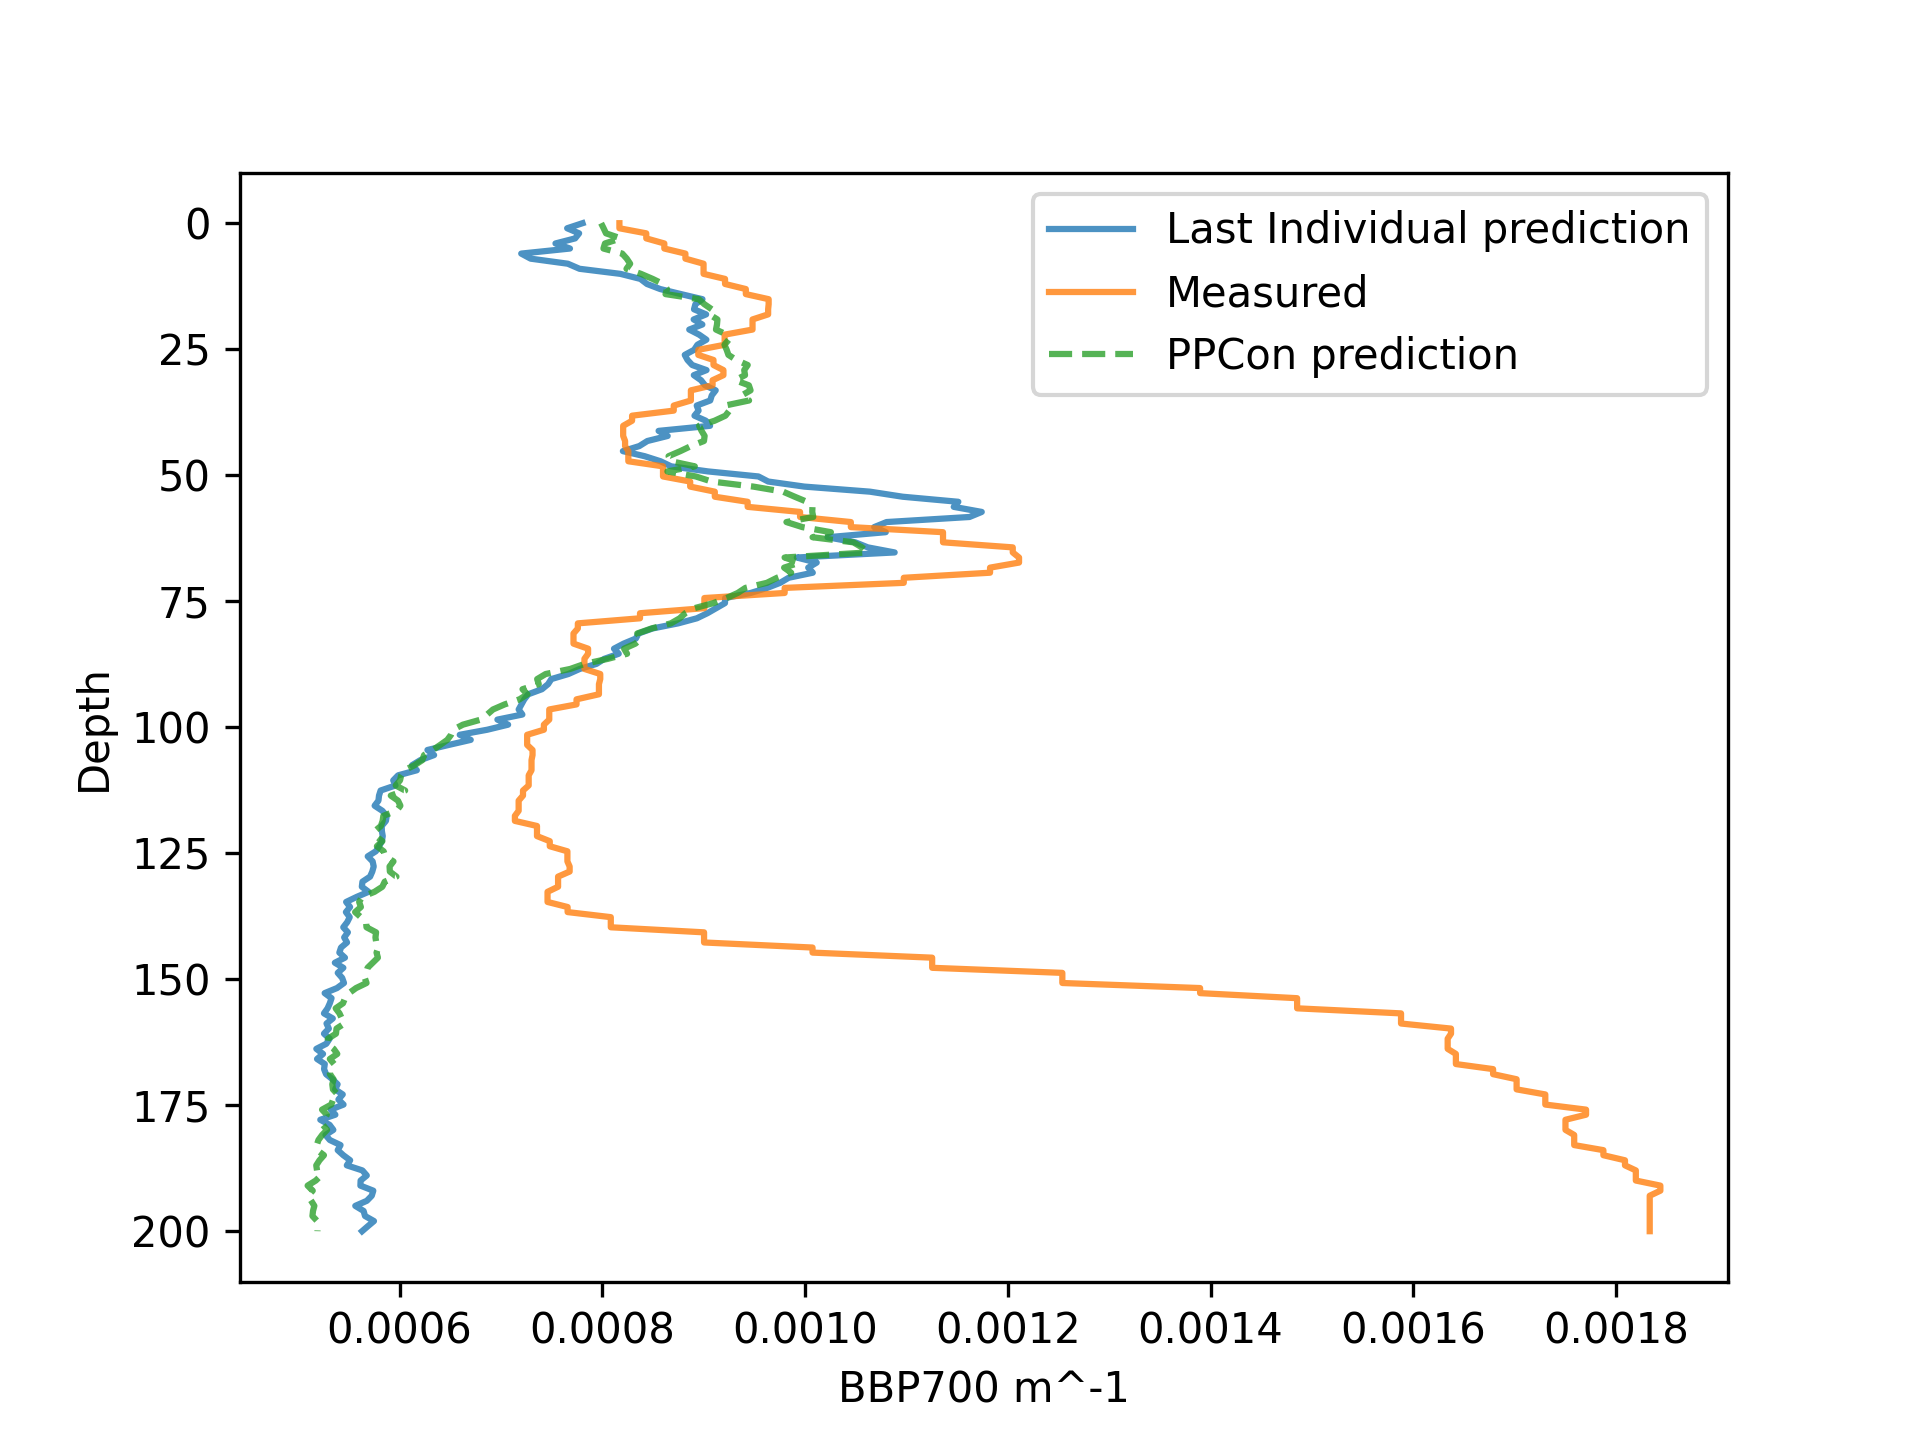 Last Individual prediction
Measured
PPCon prediction
0
25
50
75
100
125
150
175
200
Depth
0.0006 0.0008 0.0010 0.0012 0.0014 0.0016 0.0018
BBP700 m^-1